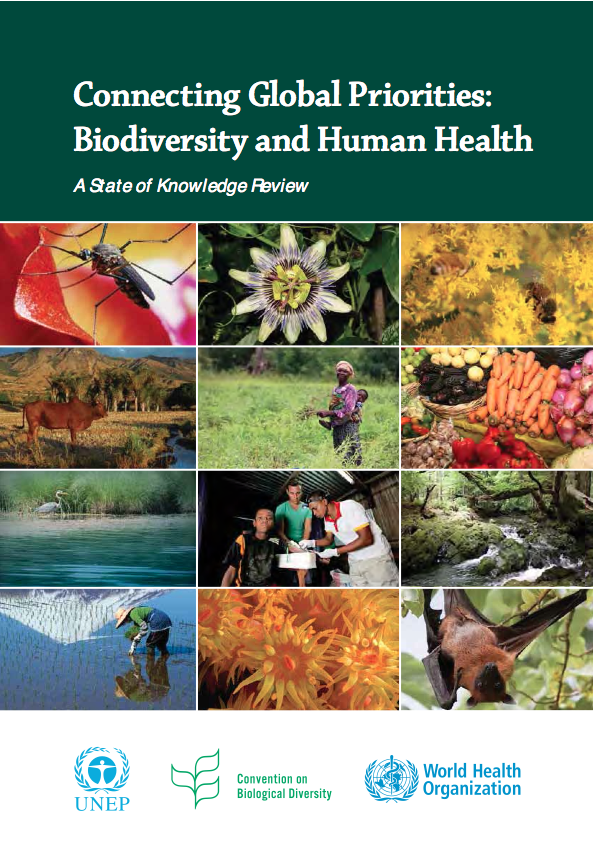 Connecting Global Priorities:
Biodiversity and Human Health
A State of Knowledge Review
UNEP
Convention on
Biological Diversity
World Health
Organization